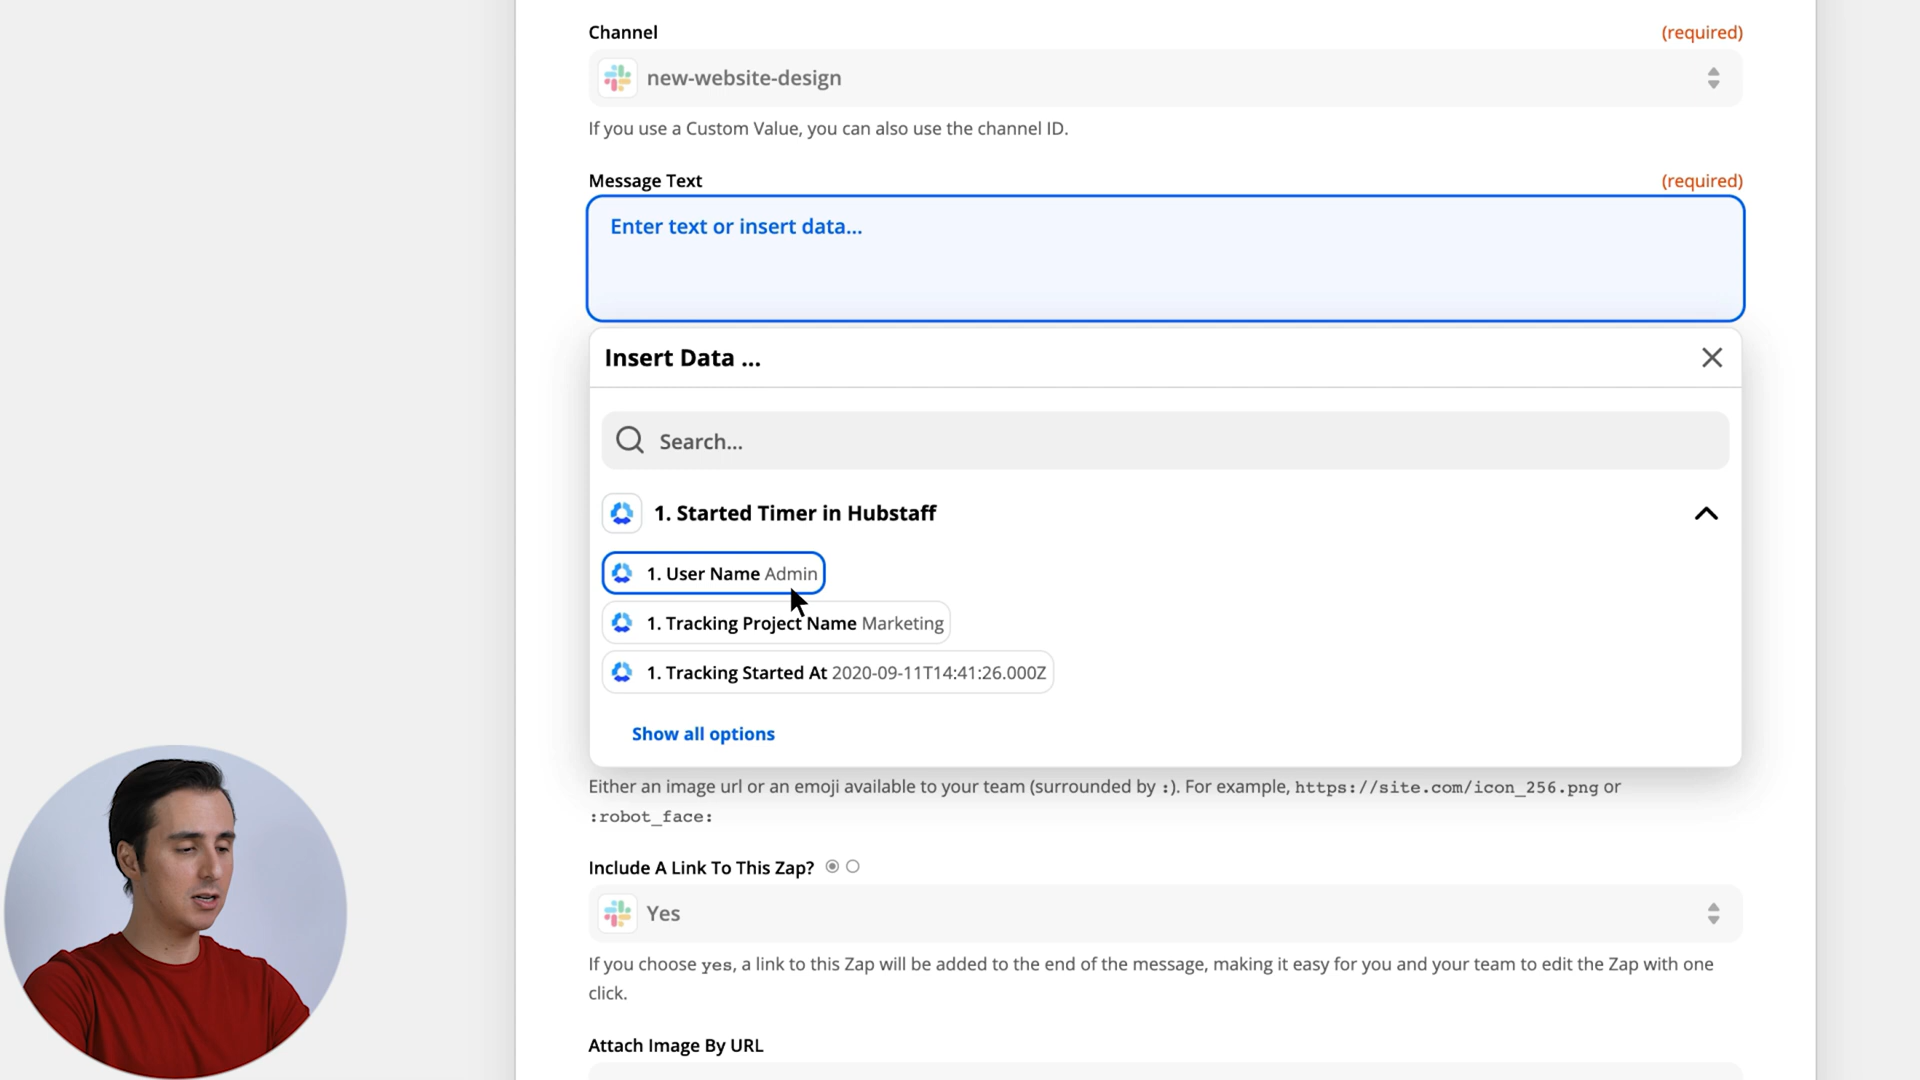 Channel (required)
new-website-design
If you use a Custom Value, you can also use the channel ID.
Message Text (required)
Enter text or insert data...
Insert Data ...
Search...
1. Started Timer in Hubstaff
1. User Name Admin
1. Tracking Project Name Marketing
1. Tracking Started At 2020-09-11T14:41:26.000Z
Show all options
Either an image url or an emoji available to your team (surrounded by :). For example, https://site.com/icon_256.png or
:robot_face:
Include A Link To This Zap?
Yes
If you choose yes, a link to this Zap will be added to the end of the message, making it easy for you and your team to edit the Zap with one
click.
Attach Image By URL